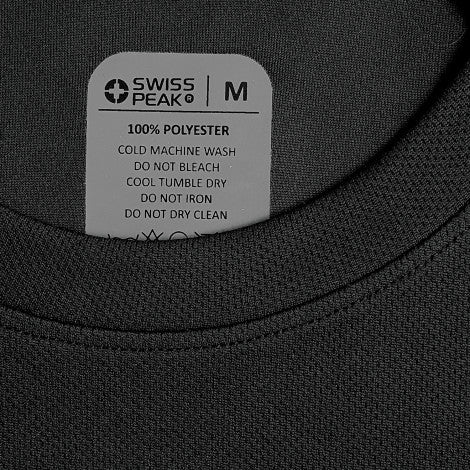 SWISS
PEAK® | M
100% POLYESTER
COLD MACHINE WASH
DO NOT BLEACH
COOL TUMBLE DRY
DO NOT IRON
DO NOT DRY CLEAN